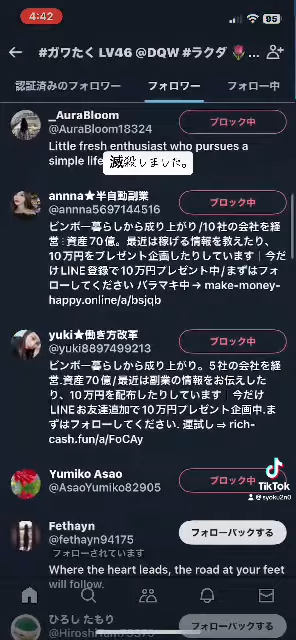 4:42
95
#ガワたく LV46 @DQW #ラクダ🌹...
認証済みのフォロワー フォロワー フォロー中
_AuraBloom
@AuraBloom18324
ブロック中
Little fresh enthusiast who pursues a
simple life
滅殺しました。
annna★半自動副業
@annna5697144516
ブロック中
ビンボー暮らしから成り上がり/10社の会社を経
営:資産70億。最近は稼げる情報を教えたり、
10万円をプレゼント企画したりしています｜今だ
けLINE登録で10万円プレゼント中/まずはフォ
ローしてください バラマキ中→ make-money-
happy.online/a/bsjqb
yuki★働き方改革
@yuki8897499213
ブロック中
ビンボー暮らしから成り上がり。5社の会社を経
営.資産70億/最近は副業の情報をお伝えした
り、10万円を配布したりしています｜今だけ
LINEお友達追加で10万円プレゼント企画中.ま
ずはフォローしてください. 運試し⇒ rich-
cash.fun/a/FoCAy
Yumiko Asao
@AsaoYumiko82905
ブロック中
TikTok
@syoku2n0
Fethayn
@fethayn94175
フォローバックする
フォローされています
Where the heart leads, the road at your feet
will follow.
ひろし たもり
@Hiroshi
フォローバックする